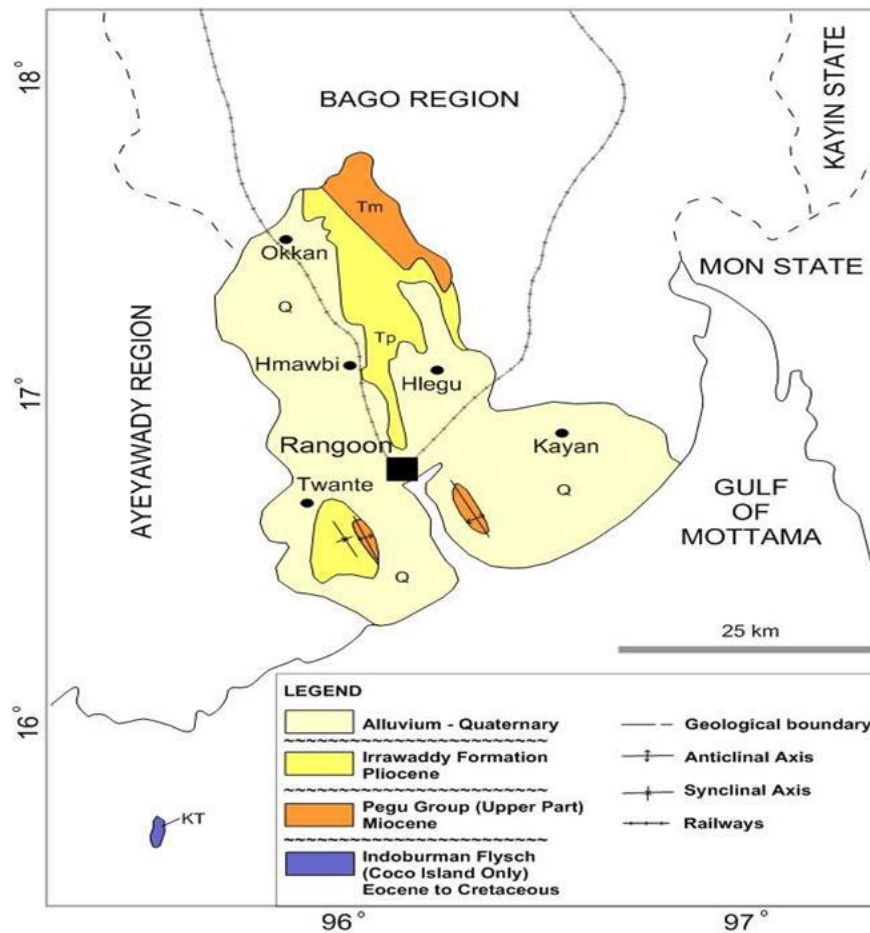 18°
BAGO REGION
KAYIN STATE
Tm
Okkan
MON STATE
Q
Tp
AYEYAWADY REGION
Hmawbi
Hlegu
17°
Rangoon
Kayan
Twante
Q
GULF
OF
MOTTAMA
Q
25 km
16°
LEGEND
Alluvium - Quaternary
Irrawaddy Formation
Pliocene
Pegu Group (Upper Part)
Miocene
Indoburman Flysch
(Coco Island Only)
Eocene to Cretaceous
Geological boundary
Anticlinal Axis
Synclinal Axis
Railways
KT
96°
97°